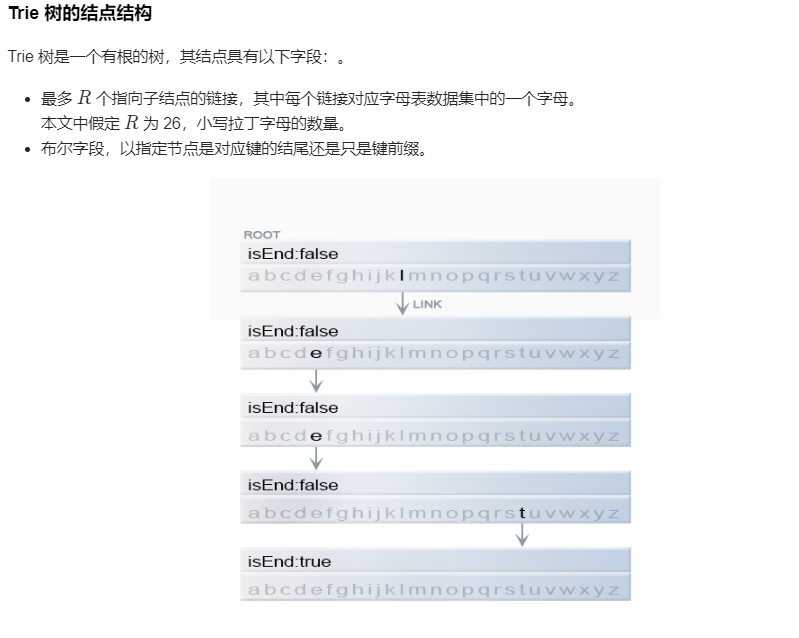 Trie 树的结点结构
Trie 树是一个有根的树，其结点具有以下字段：。
• 最多 R 个指向子结点的链接，其中每个链接对应字母表数据集中的一个字母。
本文中假定 R 为 26，小写拉丁字母的数量。
• 布尔字段，以指定节点是对应键的结尾还是只是键前缀。
ROOT
isEnd:false
a b c d e f g h i j k l m n o p q r s t u v w x y z
LINK
isEnd:false
a b c d e f g h i j k l m n o p q r s t u v w x y z
isEnd:false
a b c d e f g h i j k l m n o p q r s t u v w x y z
isEnd:false
a b c d e f g h i j k l m n o p q r s t u v w x y z
isEnd:true
a b c d e f g h i j k l m n o p q r s t u v w x y z